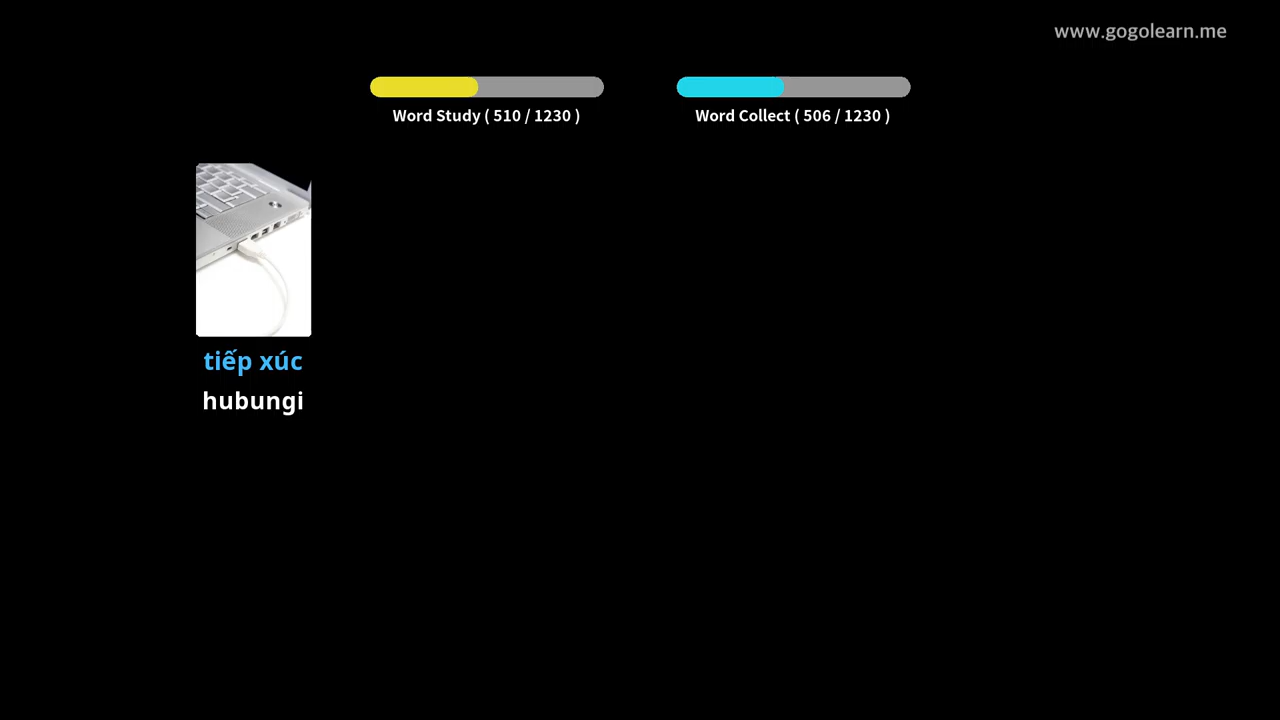 www.gogolearn.me
Word Study ( 510 / 1230 )
Word Collect ( 506 / 1230 )
tiếp xúc
hubungi